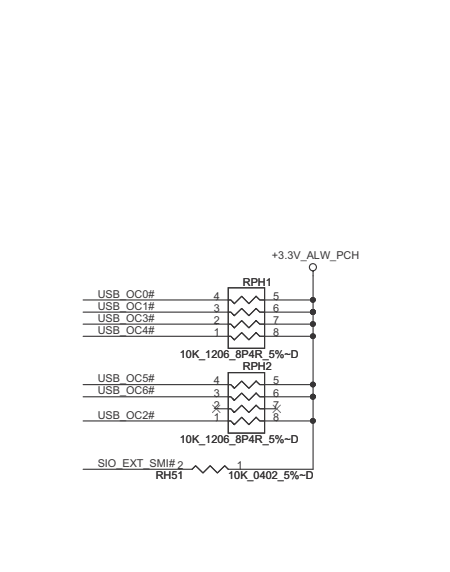 +3.3V_ALW_PCH
RPH1
USB_OC0# 4 5
USB_OC1# 3 6
USB_OC3# 2 7
USB_OC4# 1 8
10K_1206_8P4R_5%~D
RPH2
USB_OC5# 4 5
USB_OC6# 3 6
2 7
USB_OC2# 1 8
10K_1206_8P4R_5%~D
SIO_EXT_SMI# 2 1
RH51 10K_0402_5%~D